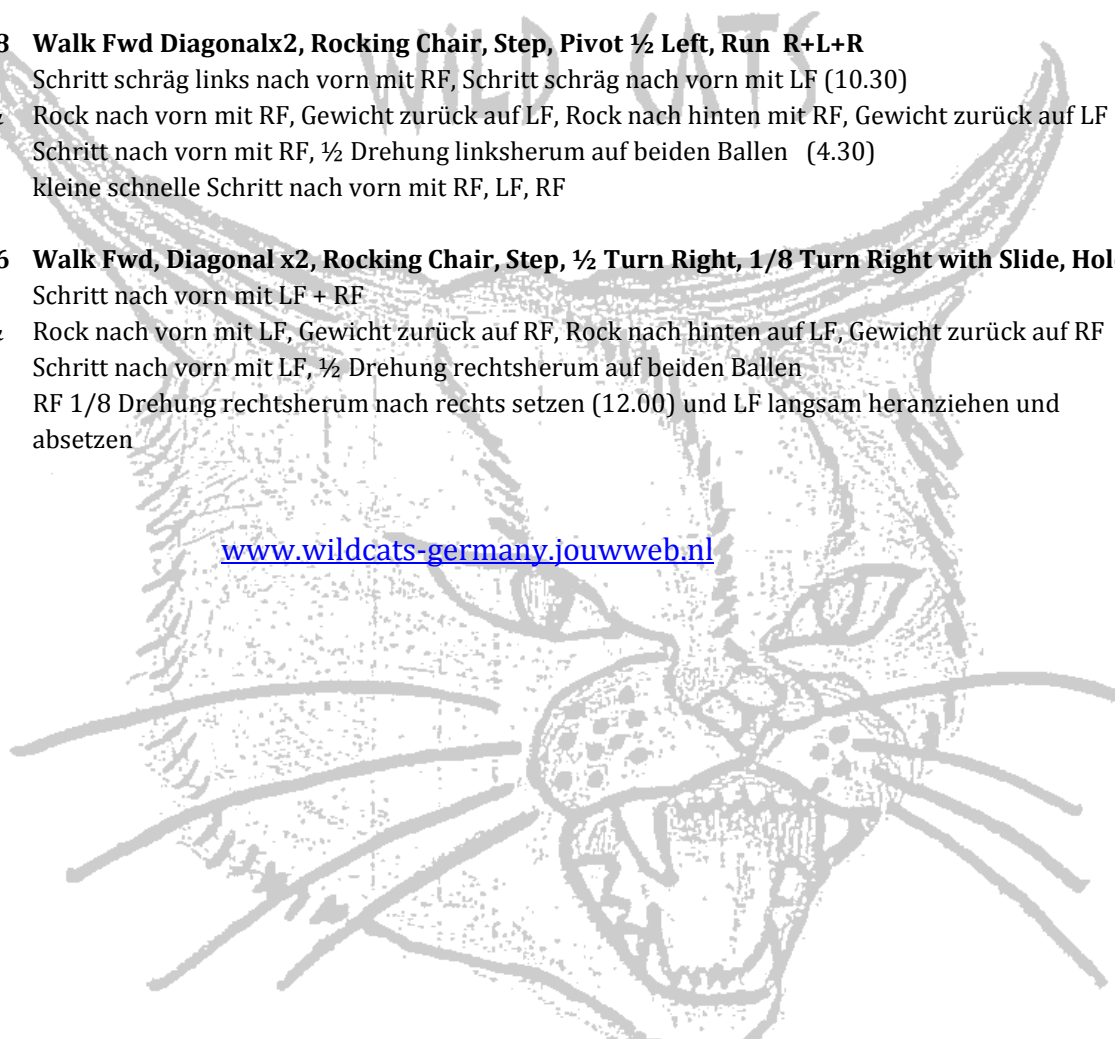 WiLD CATS
8 Walk Fwd Diagonalx2, Rocking Chair, Step, Pivot ½ Left, Run R+L+R
Schritt schräg links nach vorn mit RF, Schritt schräg nach vorn mit LF (10.30)
Rock nach vorn mit RF, Gewicht zurück auf LF, Rock nach hinten mit RF, Gewicht zurück auf LF
Schritt nach vorn mit RF, ½ Drehung linksherum auf beiden Ballen (4.30)
kleine schnelle Schritt nach vorn mit RF, LF, RF
6 Walk Fwd, Diagonal x2, Rocking Chair, Step, ½ Turn Right, 1/8 Turn Right with Slide, Hol
Schritt nach vorn mit LF + RF
Rock nach vorn mit LF, Gewicht zurück auf RF, Rock nach hinten auf LF, Gewicht zurück auf RF
Schritt nach vorn mit LF, ½ Drehung rechtsherum auf beiden Ballen
RF 1/8 Drehung rechtsherum nach rechts setzen (12.00) und LF langsam heranziehen und
absetzen
www.wildcats-germany.jouwweb.nl